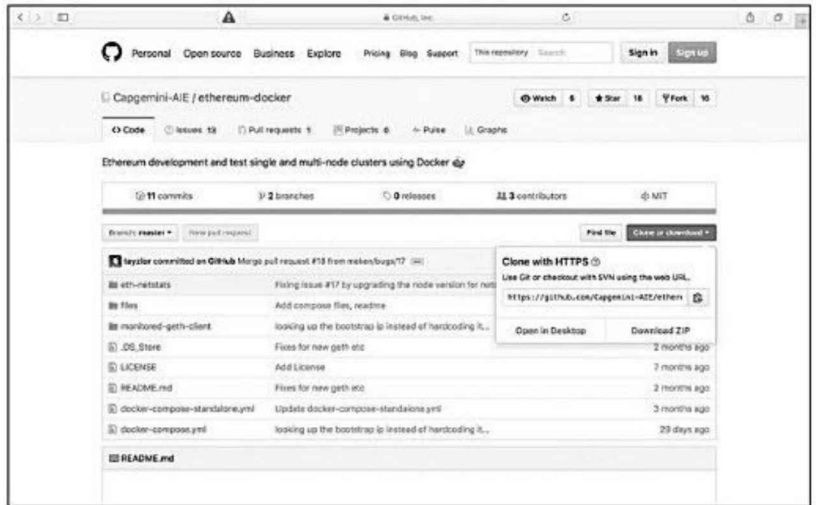 GitHub, Inc.
Personal Open source Business Explore Pricing Blog Support This repository Search Sign in Sign up
Capgemini-AIE / ethereum-docker
Watch 6 Star 18 Fork 16
Code Issues 13 Pull requests 1 Projects 0 Pulse Graphs
Ethereum development and test single and multi-node clusters using Docker
11 commits 2 branches 0 releases 3 contributors MIT
Branch: master New pull request Find file Clone or download
tayzlor committed on GitHub Merge pull request #18 from meken/bugs/17
Clone with HTTPS
Use Git or checkout with SVN using the web URL.
https://github.com/Capgemini-AIE/ethere
Open in Desktop Download ZIP
eth-netstats Fixing issue #17 by upgrading the node version for nets
files Add compose files, readme
monitored-geth-client looking up the bootstrap ip instead of hardcoding it...
.DS_Store Fixes for new geth etc 2 months ago
LICENSE Add License 7 months ago
README.md Fixes for new geth etc 2 months ago
docker-compose-standalone.yml Update docker-compose-standalone.yml 3 months ago
docker-compose.yml looking up the bootstrap ip instead of hardcoding it... 29 days ago
README.md